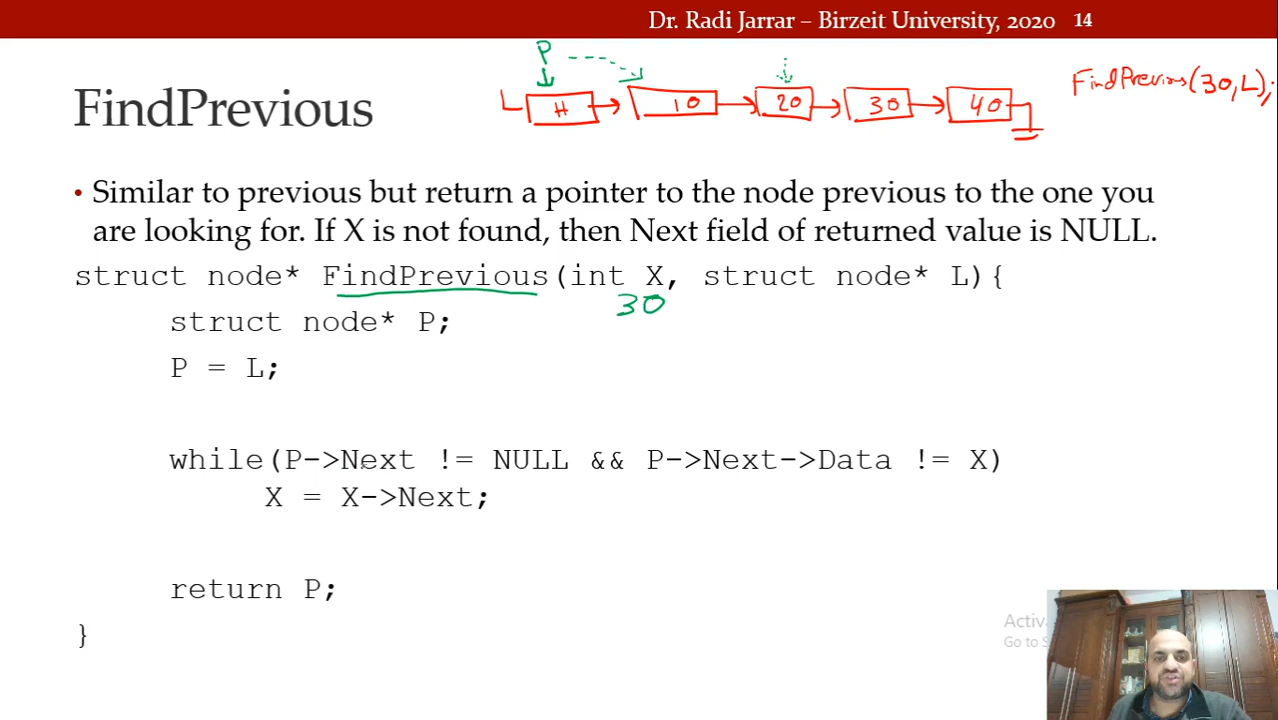 Dr. Radi Jarrar – Birzeit University, 2020 14
P
L H 10 20 30 40
FindPrevious(30,L);
FindPrevious
• Similar to previous but return a pointer to the node previous to the one you
are looking for. If X is not found, then Next field of returned value is NULL.
struct node* FindPrevious(int X, struct node* L){
30
struct node* P;
P = L;
while(P->Next != NULL && P->Next->Data != X)
X = X->Next;
return P;
}
Go to S